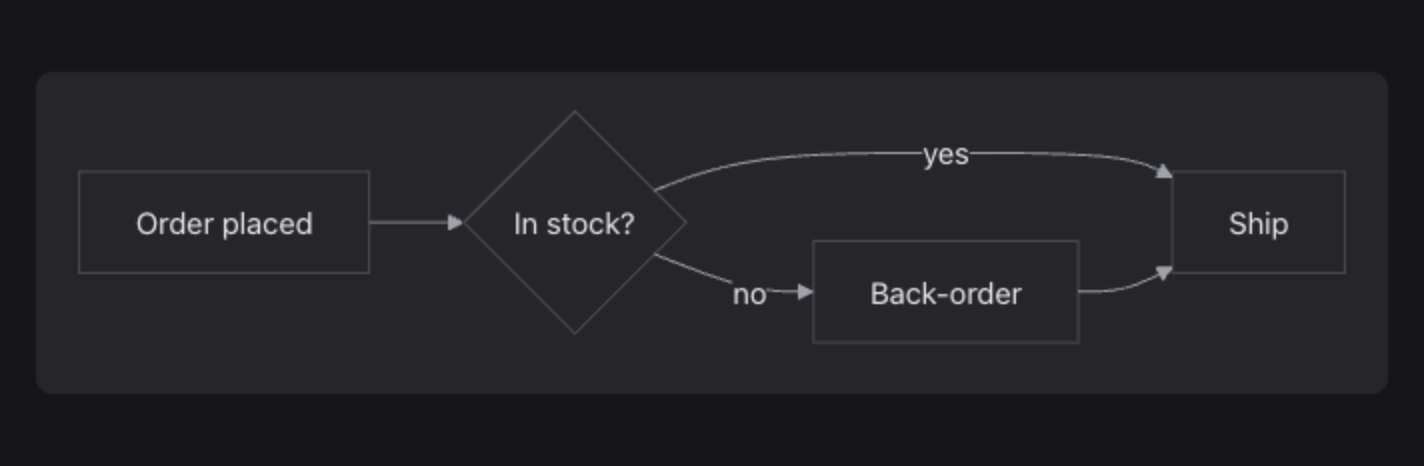 Order placed
In stock?
yes
no
Back-order
Ship